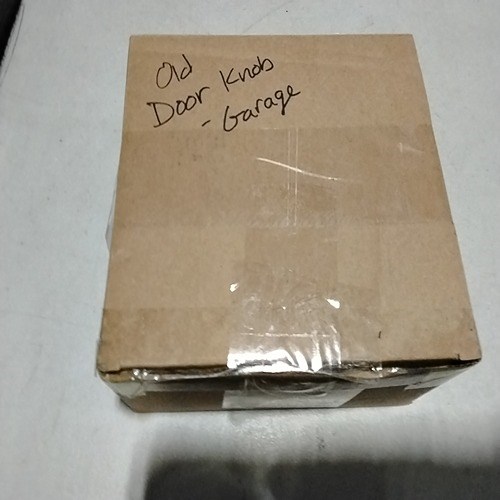 Old
Door Knob
- Garage